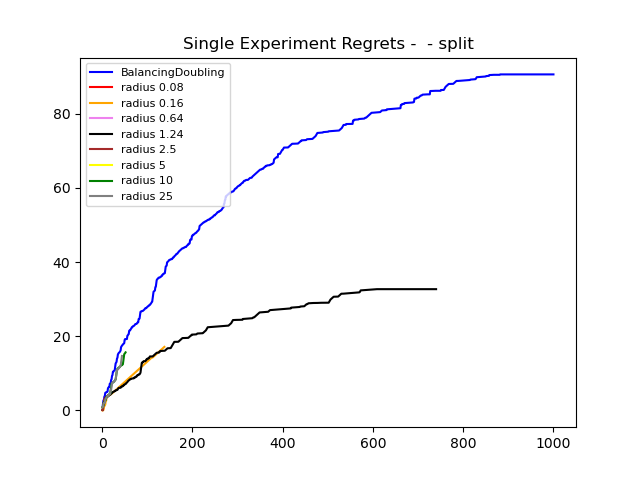 Single Experiment Regrets -  - split
BalancingDoubling
radius 0.08
radius 0.16
radius 0.64
radius 1.24
radius 2.5
radius 5
radius 10
radius 25
80
60
40
20
0
0 200 400 600 800 1000